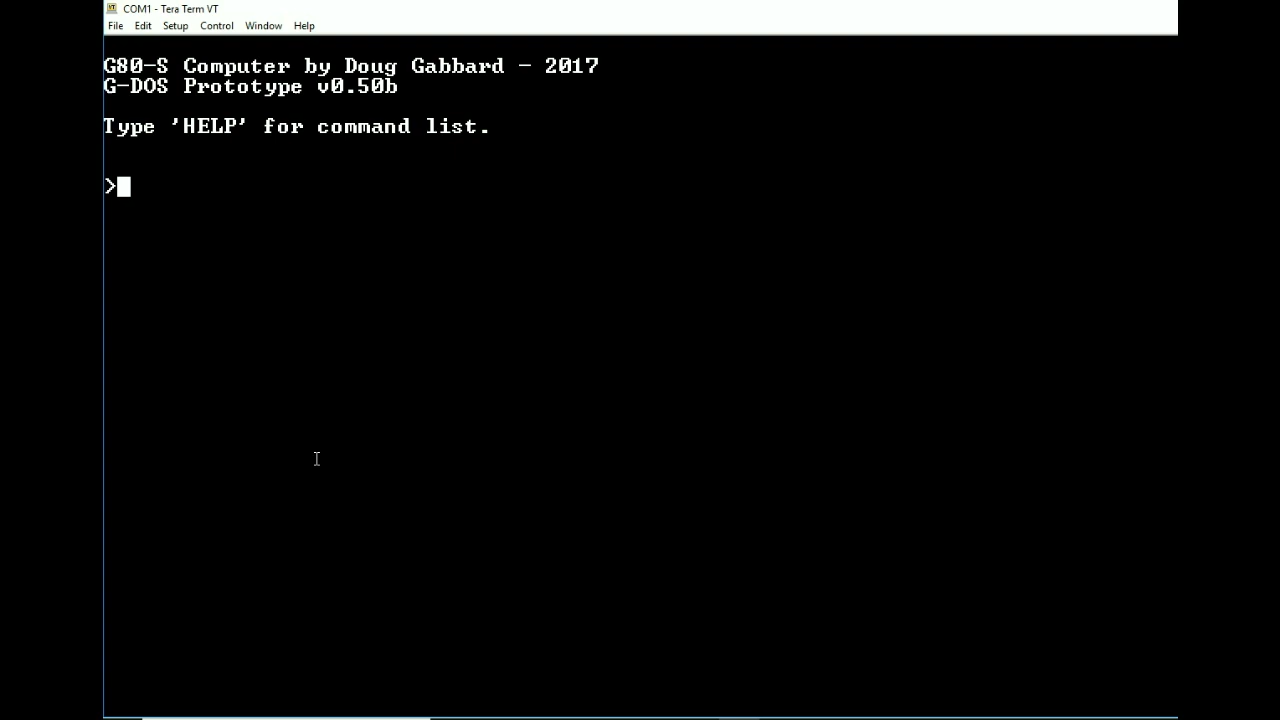 COM1 - Tera Term VT
File Edit Setup Control Window Help
G80-S Computer by Doug Gabbard - 2017
G-DOS Prototype v0.50b
Type 'HELP' for command list.
>